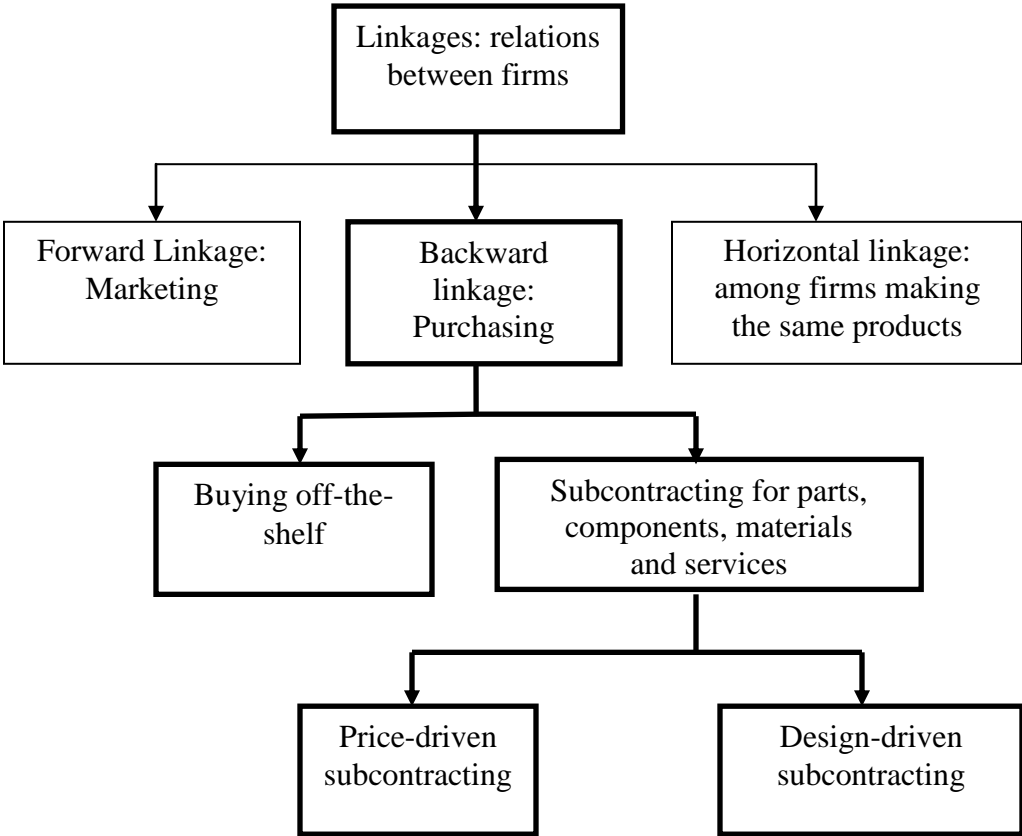 Linkages: relations
between firms
Forward Linkage:
Marketing
Backward
linkage:
Purchasing
Horizontal linkage:
among firms making
the same products
Buying off-the-
shelf
Subcontracting for parts,
components, materials
and services
Price-driven
subcontracting
Design-driven
subcontracting